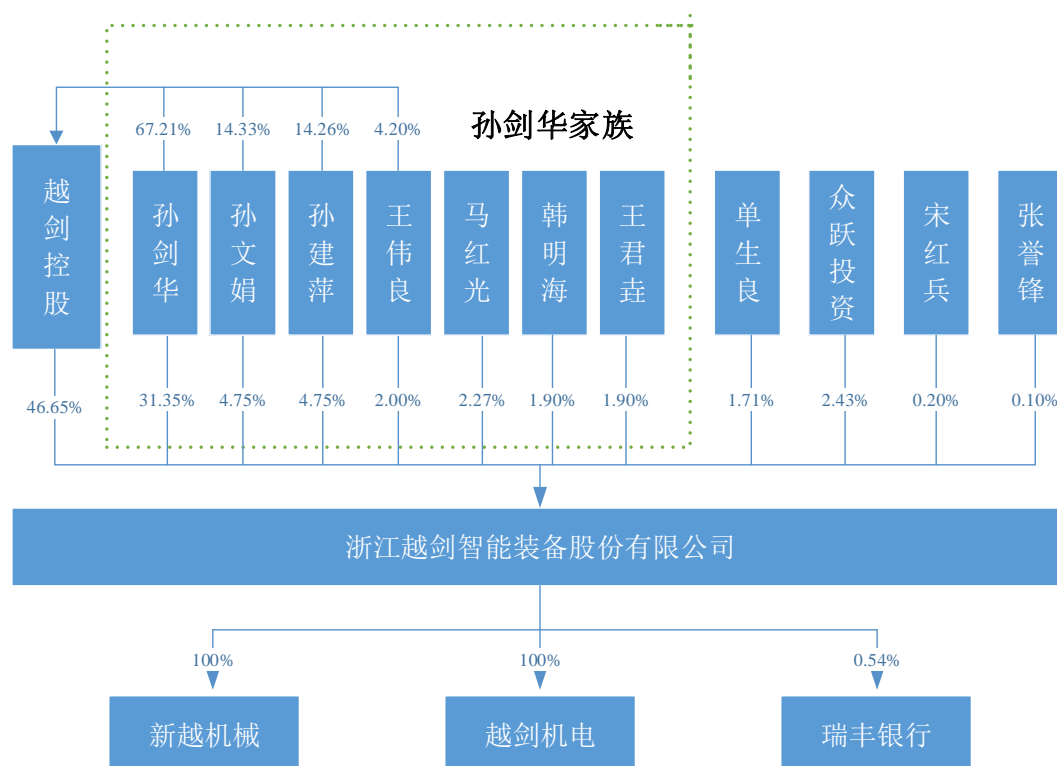 67.21% 14.33% 14.26% 4.20%
孙剑华家族
越剑控股
孙剑华
孙文娟
孙建萍
王伟良
马红光
韩明海
王君垚
单生良
众跃投资
宋红兵
张誉锋
46.65% 31.35% 4.75% 4.75% 2.00% 2.27% 1.90% 1.90% 1.71% 2.43% 0.20% 0.10%
浙江越剑智能装备股份有限公司
100% 100% 0.54%
新越机械 越剑机电 瑞丰银行